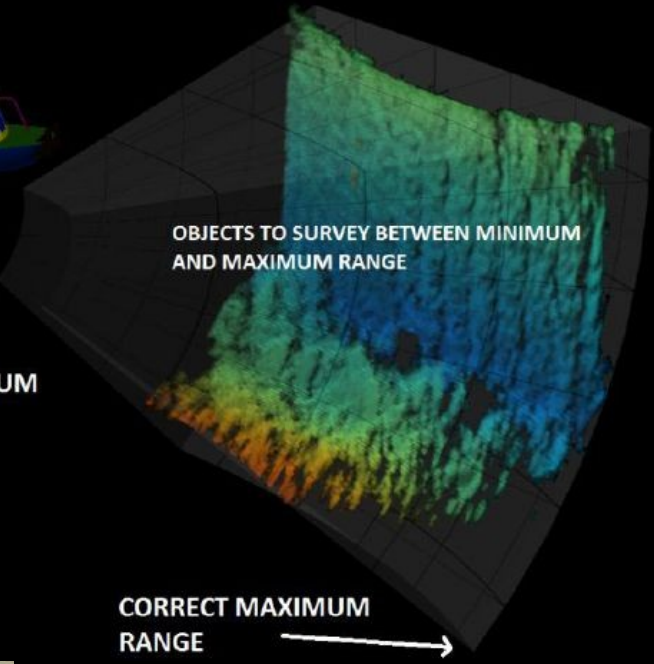 OBJECTS TO SURVEY BETWEEN MINIMUM
AND MAXIMUM RANGE
UM
CORRECT MAXIMUM
RANGE